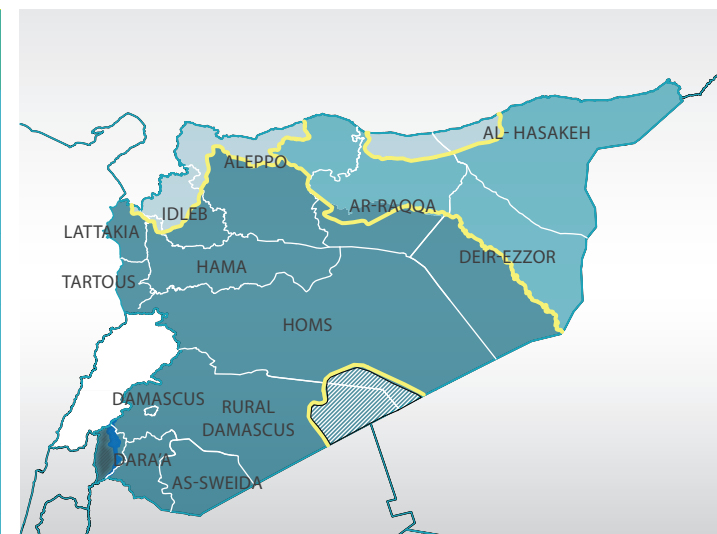 AL- HASAKEH
ALEPPO
AR-RAQQA
IDLEB
LATTAKIA
DEIR-EZZOR
HAMA
TARTOUS
HOMS
DAMASCUS
RURAL
DAMASCUS
DARA'A
AS-SWEIDA